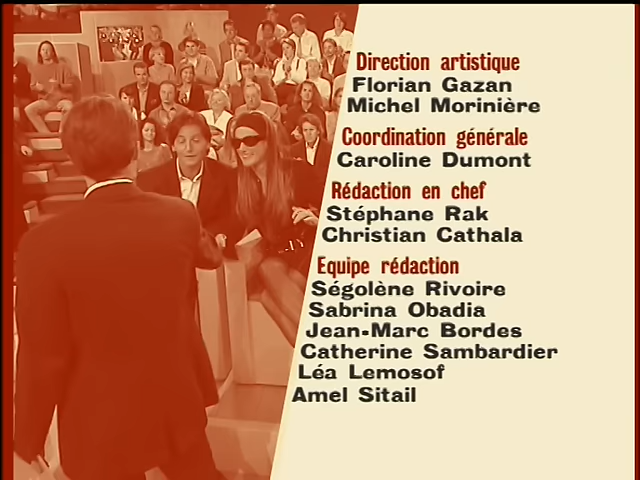 Direction artistique
Florian Gazan
Michel Morinière
Coordination générale
Caroline Dumont
Rédaction en chef
Stéphane Rak
Christian Cathala
Equipe rédaction
Ségolène Rivoire
Sabrina Obadia
Jean-Marc Bordes
Catherine Sambardier
Léa Lemosof
Amel Sitail